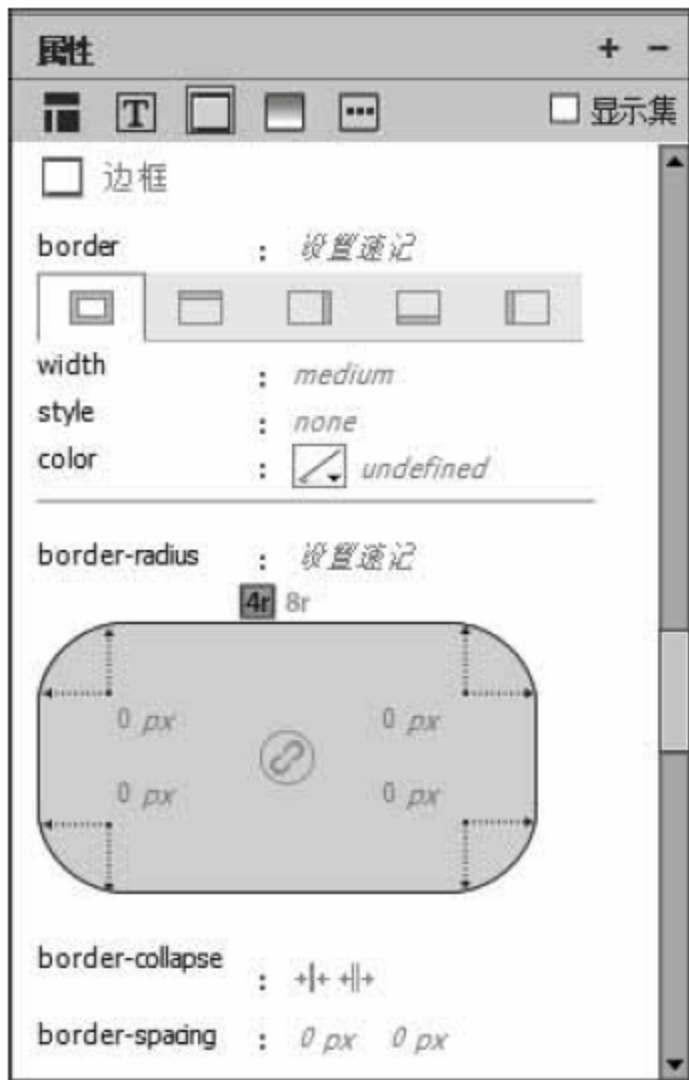 属性 + −
T 显示集
边框
border : 设置速记
width : medium
style : none
color : undefined
border-radius : 设置速记
4r 8r
0 px 0 px
0 px 0 px
border-collapse :
border-spacing : 0 px 0 px